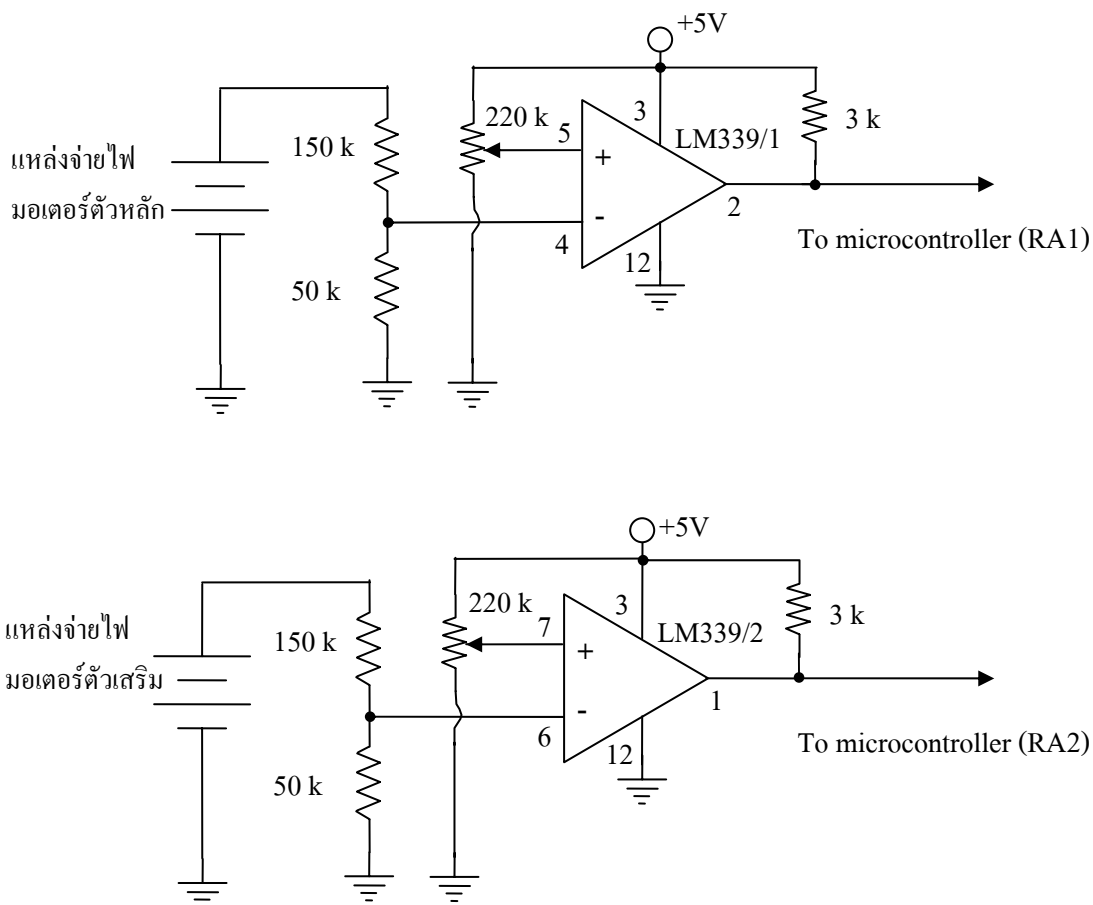 +5V
220 k
3
3 k
5
LM339/1
แหล่งจ่ายไฟ
150 k
+
มอเตอร์ตัวหลัก
2
-
4
To microcontroller (RA1)
12
50 k
+5V
220 k
3
3 k
7
LM339/2
แหล่งจ่ายไฟ
150 k
+
มอเตอร์ตัวเสริม
1
-
6
To microcontroller (RA2)
12
50 k